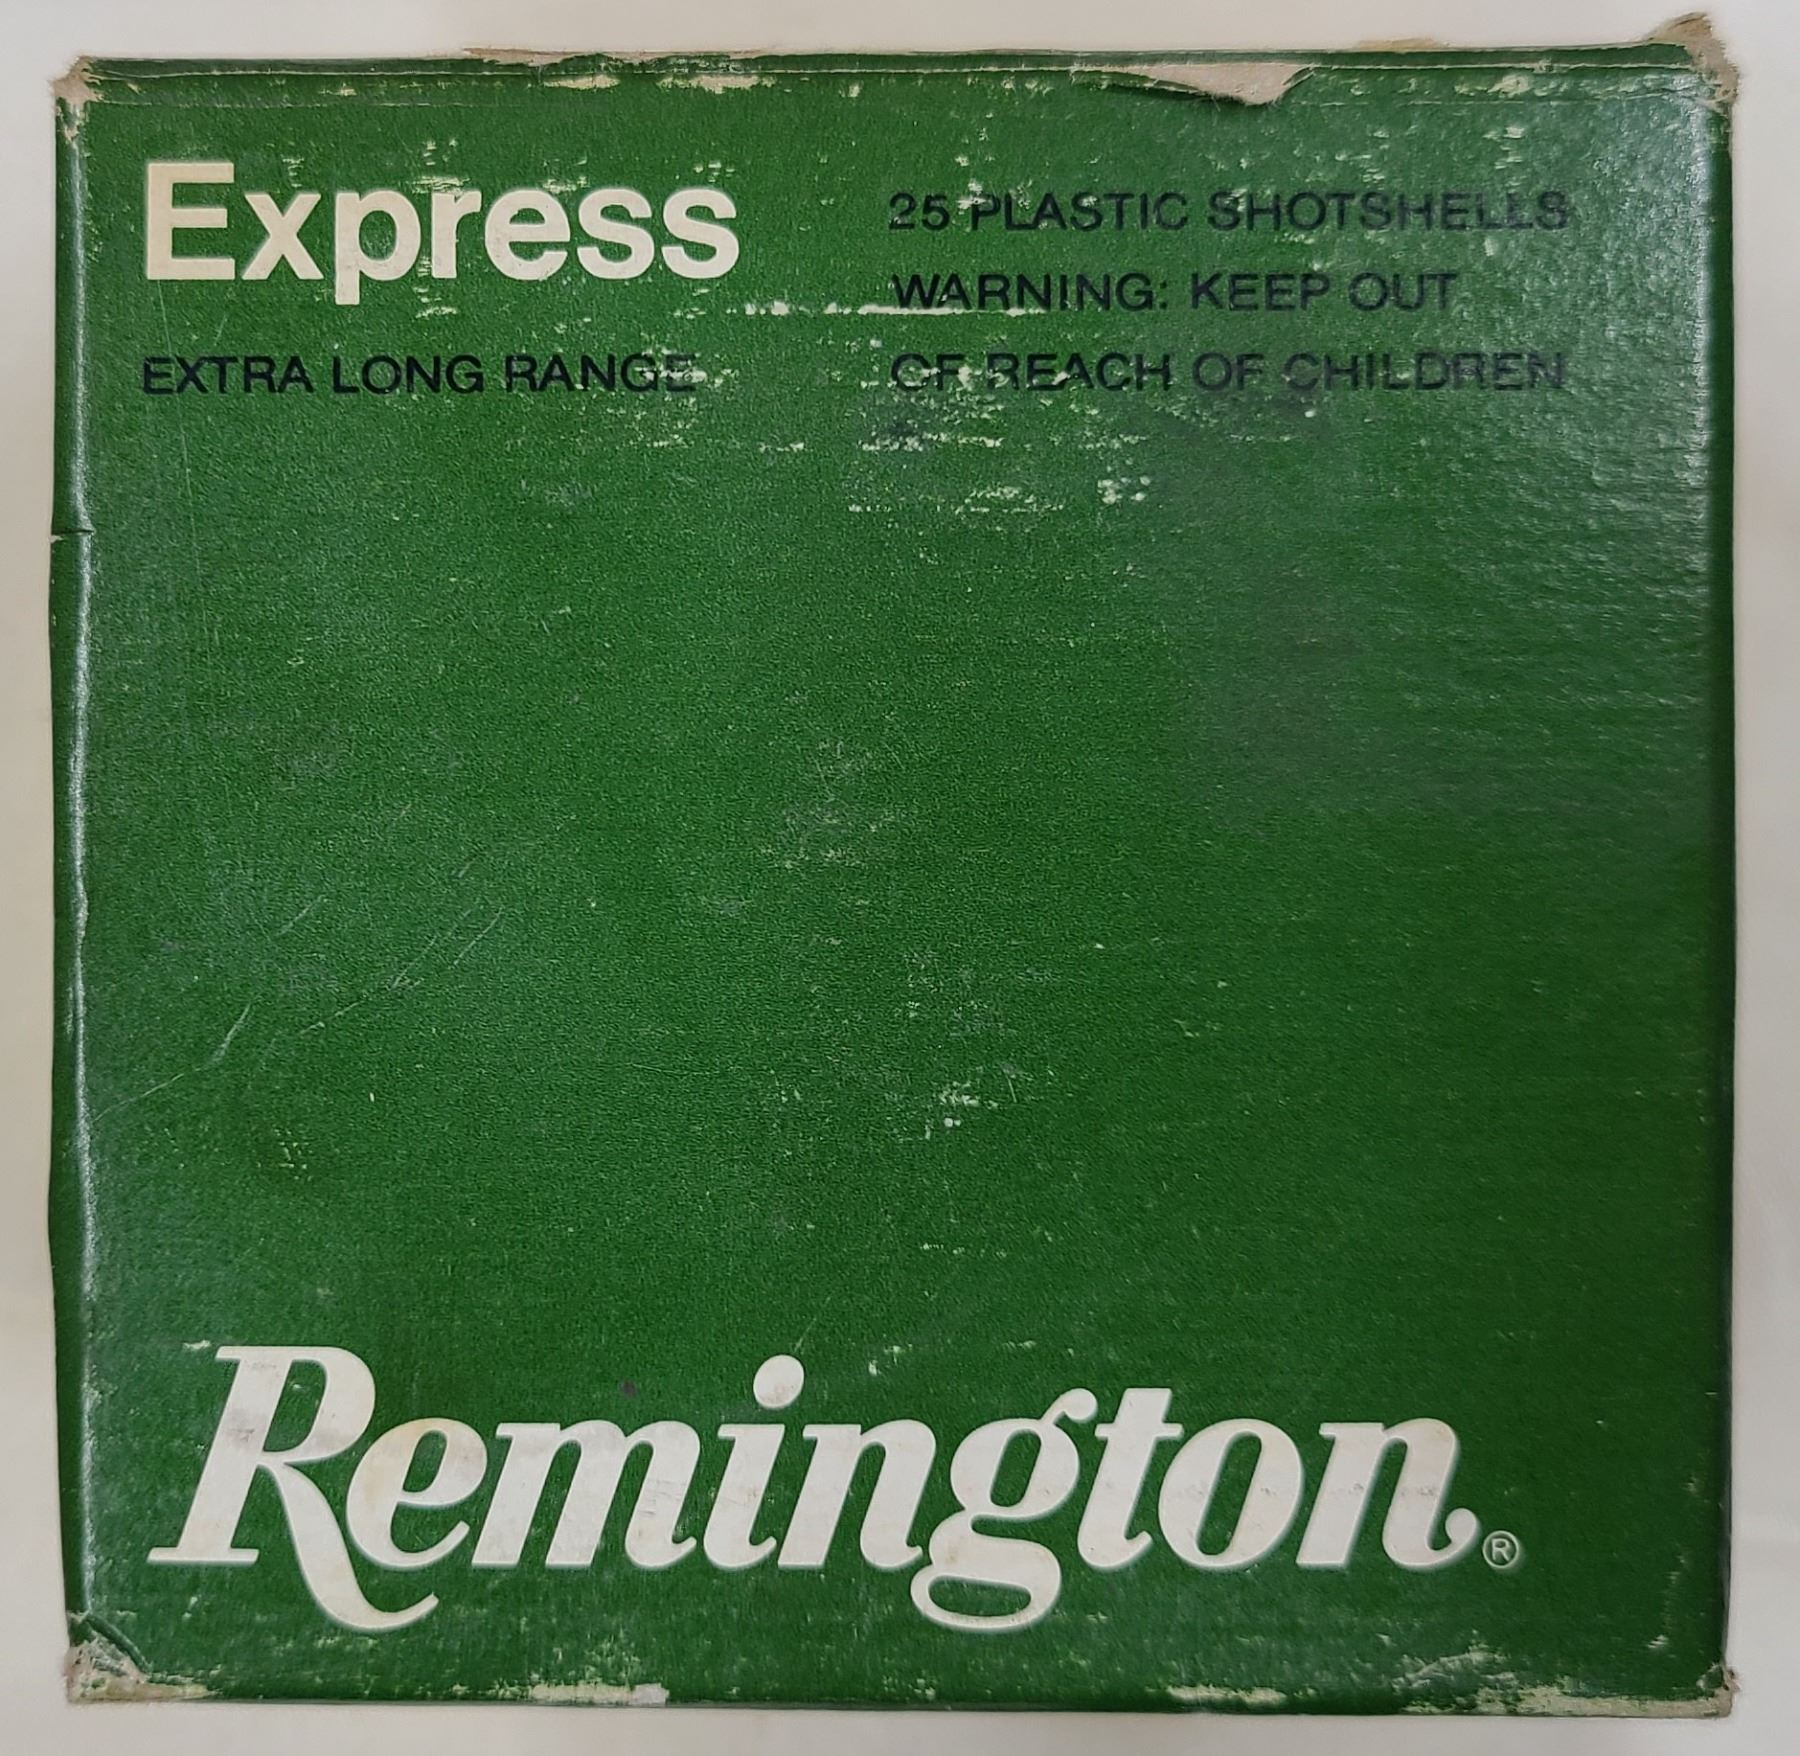 Express
EXTRA LONG RANGE
25 PLASTIC SHOTSHELLS
WARNING: KEEP OUT
OF REACH OF CHILDREN
Remington®